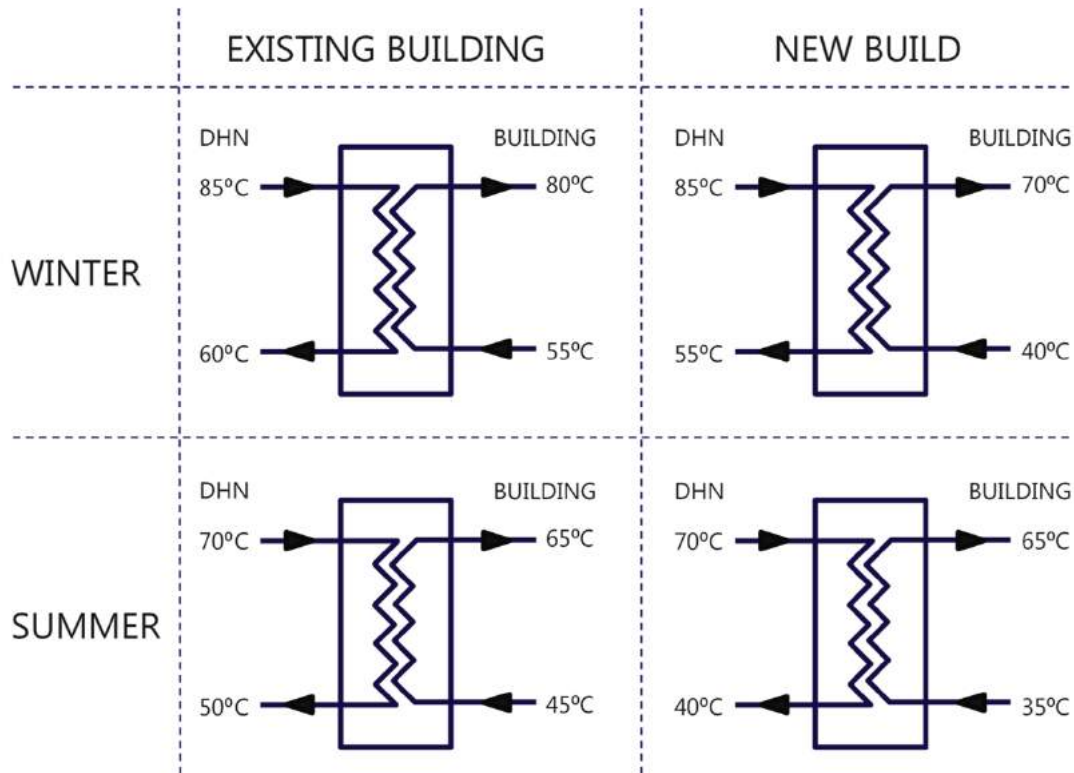 EXISTING BUILDING
NEW BUILD
WINTER
DHN
BUILDING
85ºC
80ºC
60ºC
55ºC
DHN
BUILDING
85ºC
70ºC
55ºC
40ºC
SUMMER
DHN
BUILDING
70ºC
65ºC
50ºC
45ºC
DHN
BUILDING
70ºC
65ºC
40ºC
35ºC